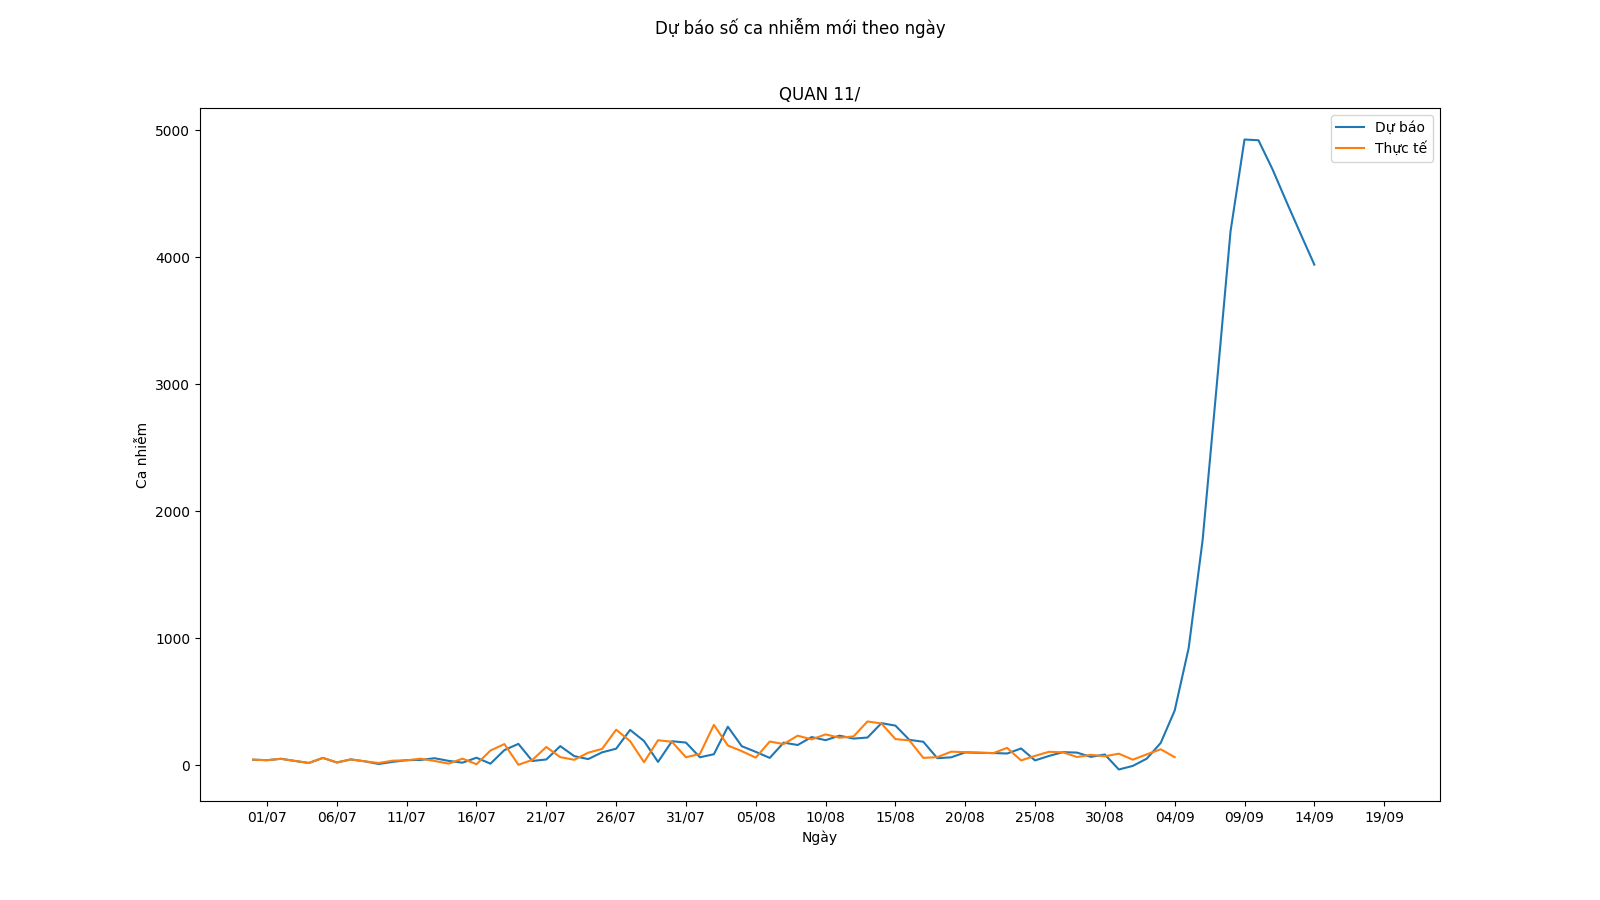 Dự báo số ca nhiễm mới theo ngày
QUAN 11/
Dự báo
Thực tế
5000
4000
3000
2000
1000
0
Ca nhiễm
01/07 06/07 11/07 16/07 21/07 26/07 31/07 05/08 10/08 15/08 20/08 25/08 30/08 04/09 09/09 14/09 19/09
Ngày